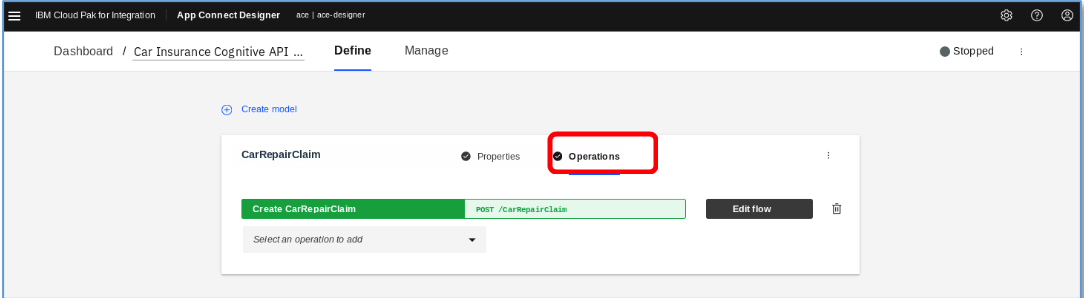 IBM Cloud Pak for Integration App Connect Designer ace | ace-designer
Dashboard / Car Insurance Cognitive API ... Define Manage Stopped
Create model
CarRepairClaim Properties Operations
Create CarRepairClaim POST /CarRepairClaim Edit flow
Select an operation to add